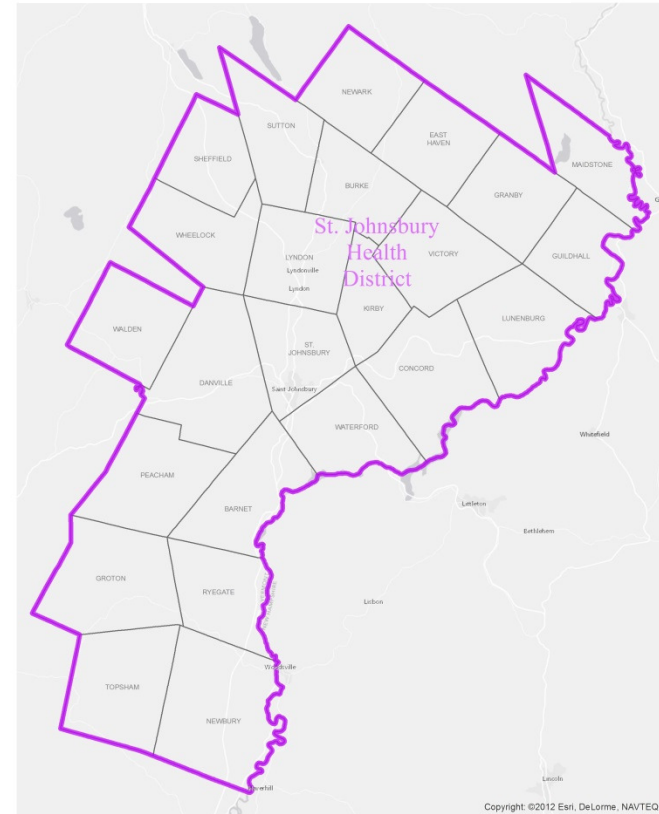 NEWARK
SUTTON
EAST
HAVEN
SHEFFIELD
MAIDSTONE
BURKE
GRANBY
WHEELOCK
St. Johnsbury
Health
District
LYNDON
Lyndonville
Lyndon
VICTORY
GUILDHALL
KIRBY
LUNENBURG
WALDEN
ST.
JOHNSBURY
CONCORD
DANVILLE
Saint Johnsbury
WATERFORD
Whitefield
PEACHAM
BARNET
Littleton
Bethlehem
GROTON
RYEGATE
Lisbon
Woodsville
TOPSHAM
NEWBURY
Haverhill
Lincoln
Copyright: ©2012 Esri, DeLorme, NAVTEQ